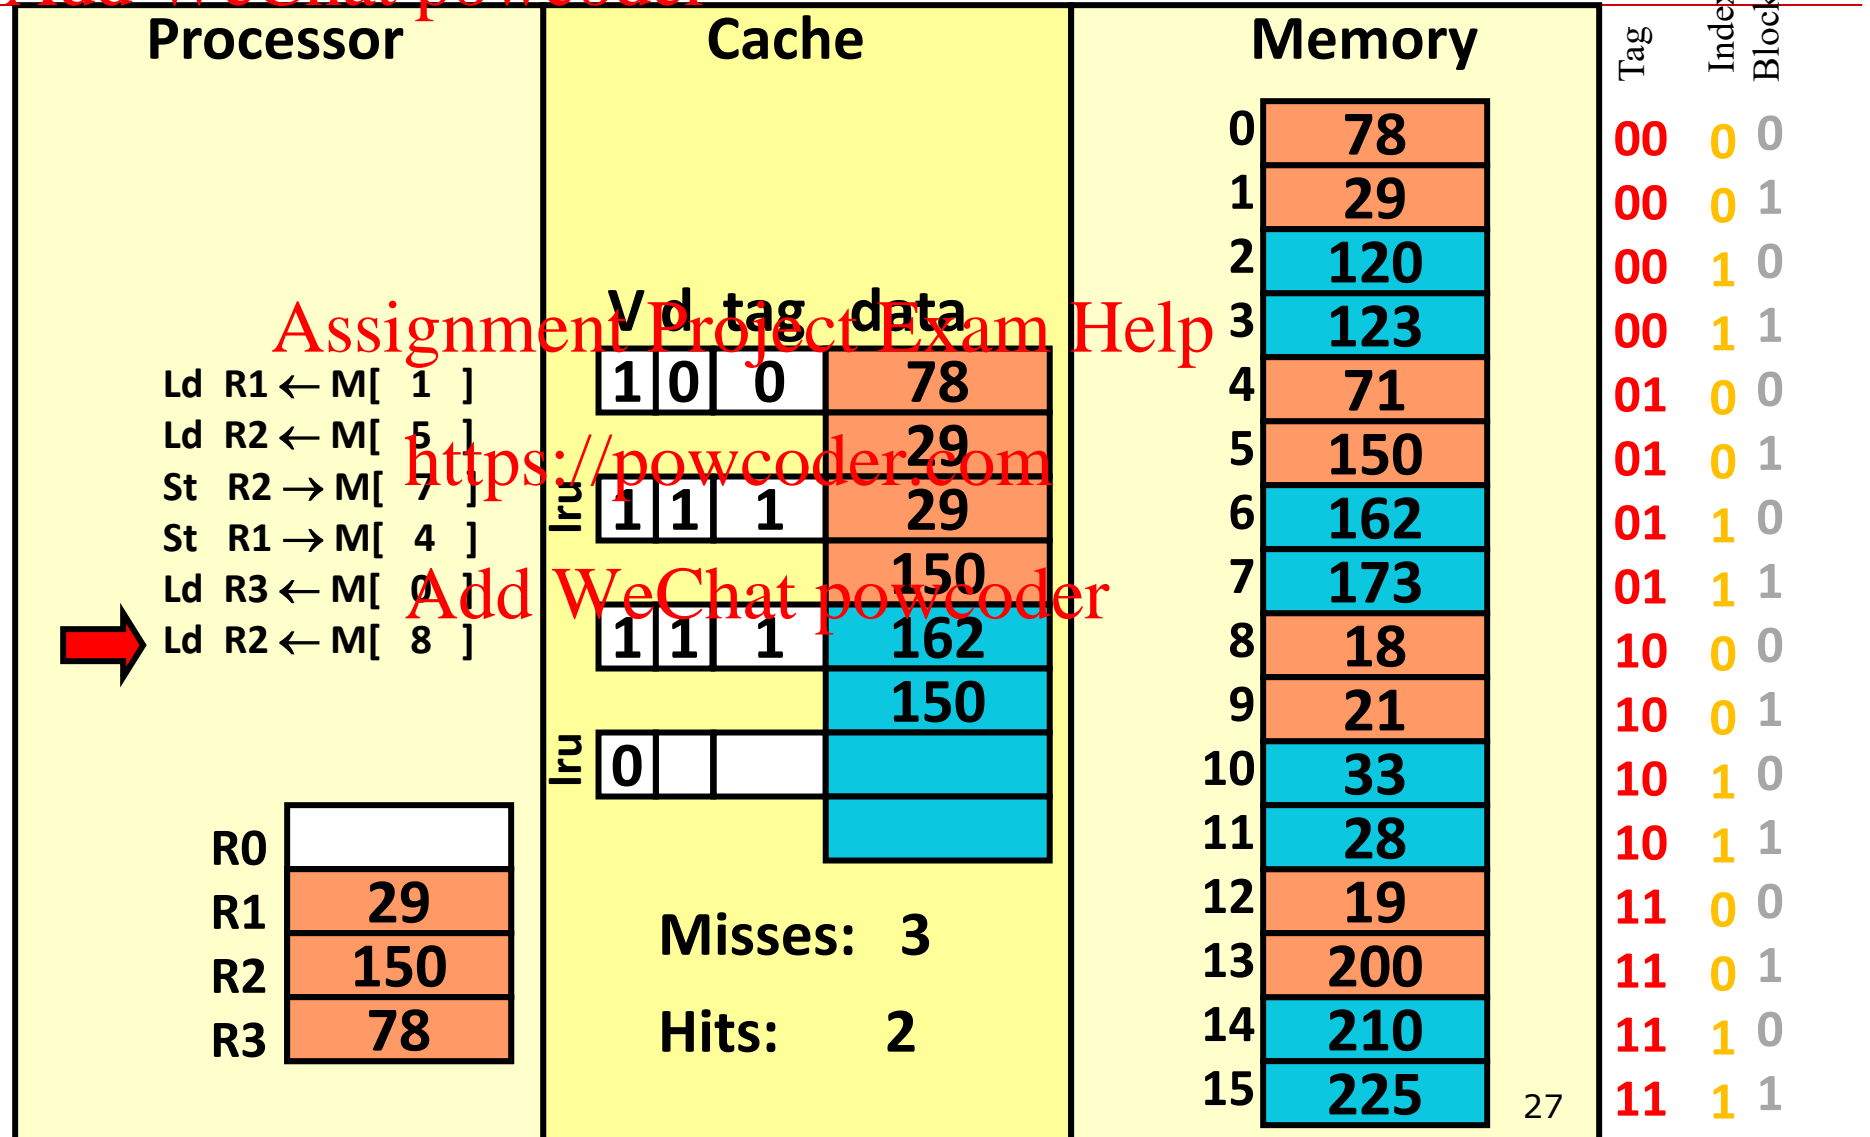 Add WeChat powcoder
Processor
Cache
Memory
Tag
Index
Block
0 78 00 0 0
1 29 00 0 1
2 120 00 1 0
V d tag data
Assignment Project Exam Help
3 123 00 1 1
Ld R1 ← M[ 1 ]
1 0 0 78
4 71 01 0 0
Ld R2 ← M[ 5 ]
29
https://powcoder.com
5 150 01 0 1
St R2 → M[ 7 ]
lru 1 1 1 29
6 162 01 1 0
St R1 → M[ 4 ]
150
Ld R3 ← M[ 0 ]
Add WeChat powcoder
7 173 01 1 1
Ld R2 ← M[ 8 ]
1 1 1 162
8 18 10 0 0
150
9 21 10 0 1
lru 0
10 33 10 1 0
R0
11 28 10 1 1
R1 29
Misses: 3
12 19 11 0 0
R2 150
13 200 11 0 1
R3 78
Hits: 2
14 210 11 1 0
15 225 11 1 1
27